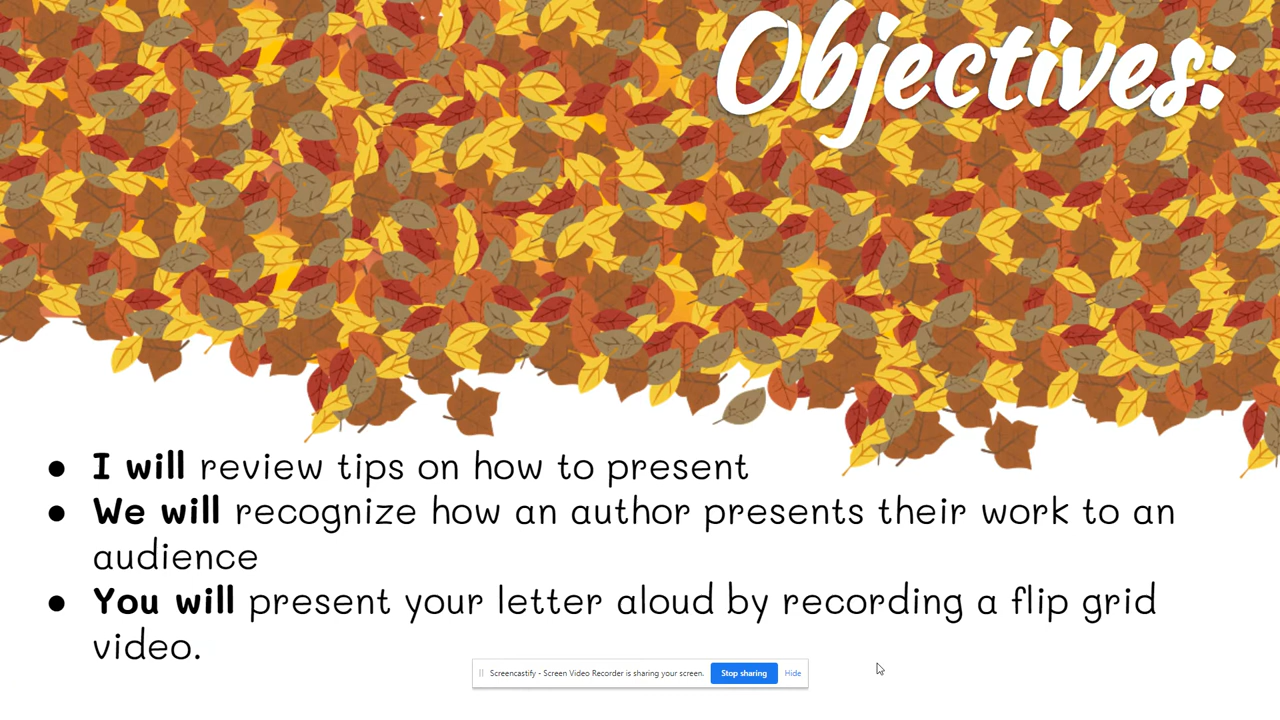 Objectives:
● I will review tips on how to present
● We will recognize how an author presents their work to an
audience
● You will present your letter aloud by recording a flip grid
video.
Screencastify - Screen Video Recorder is sharing your screen. Stop sharing Hide